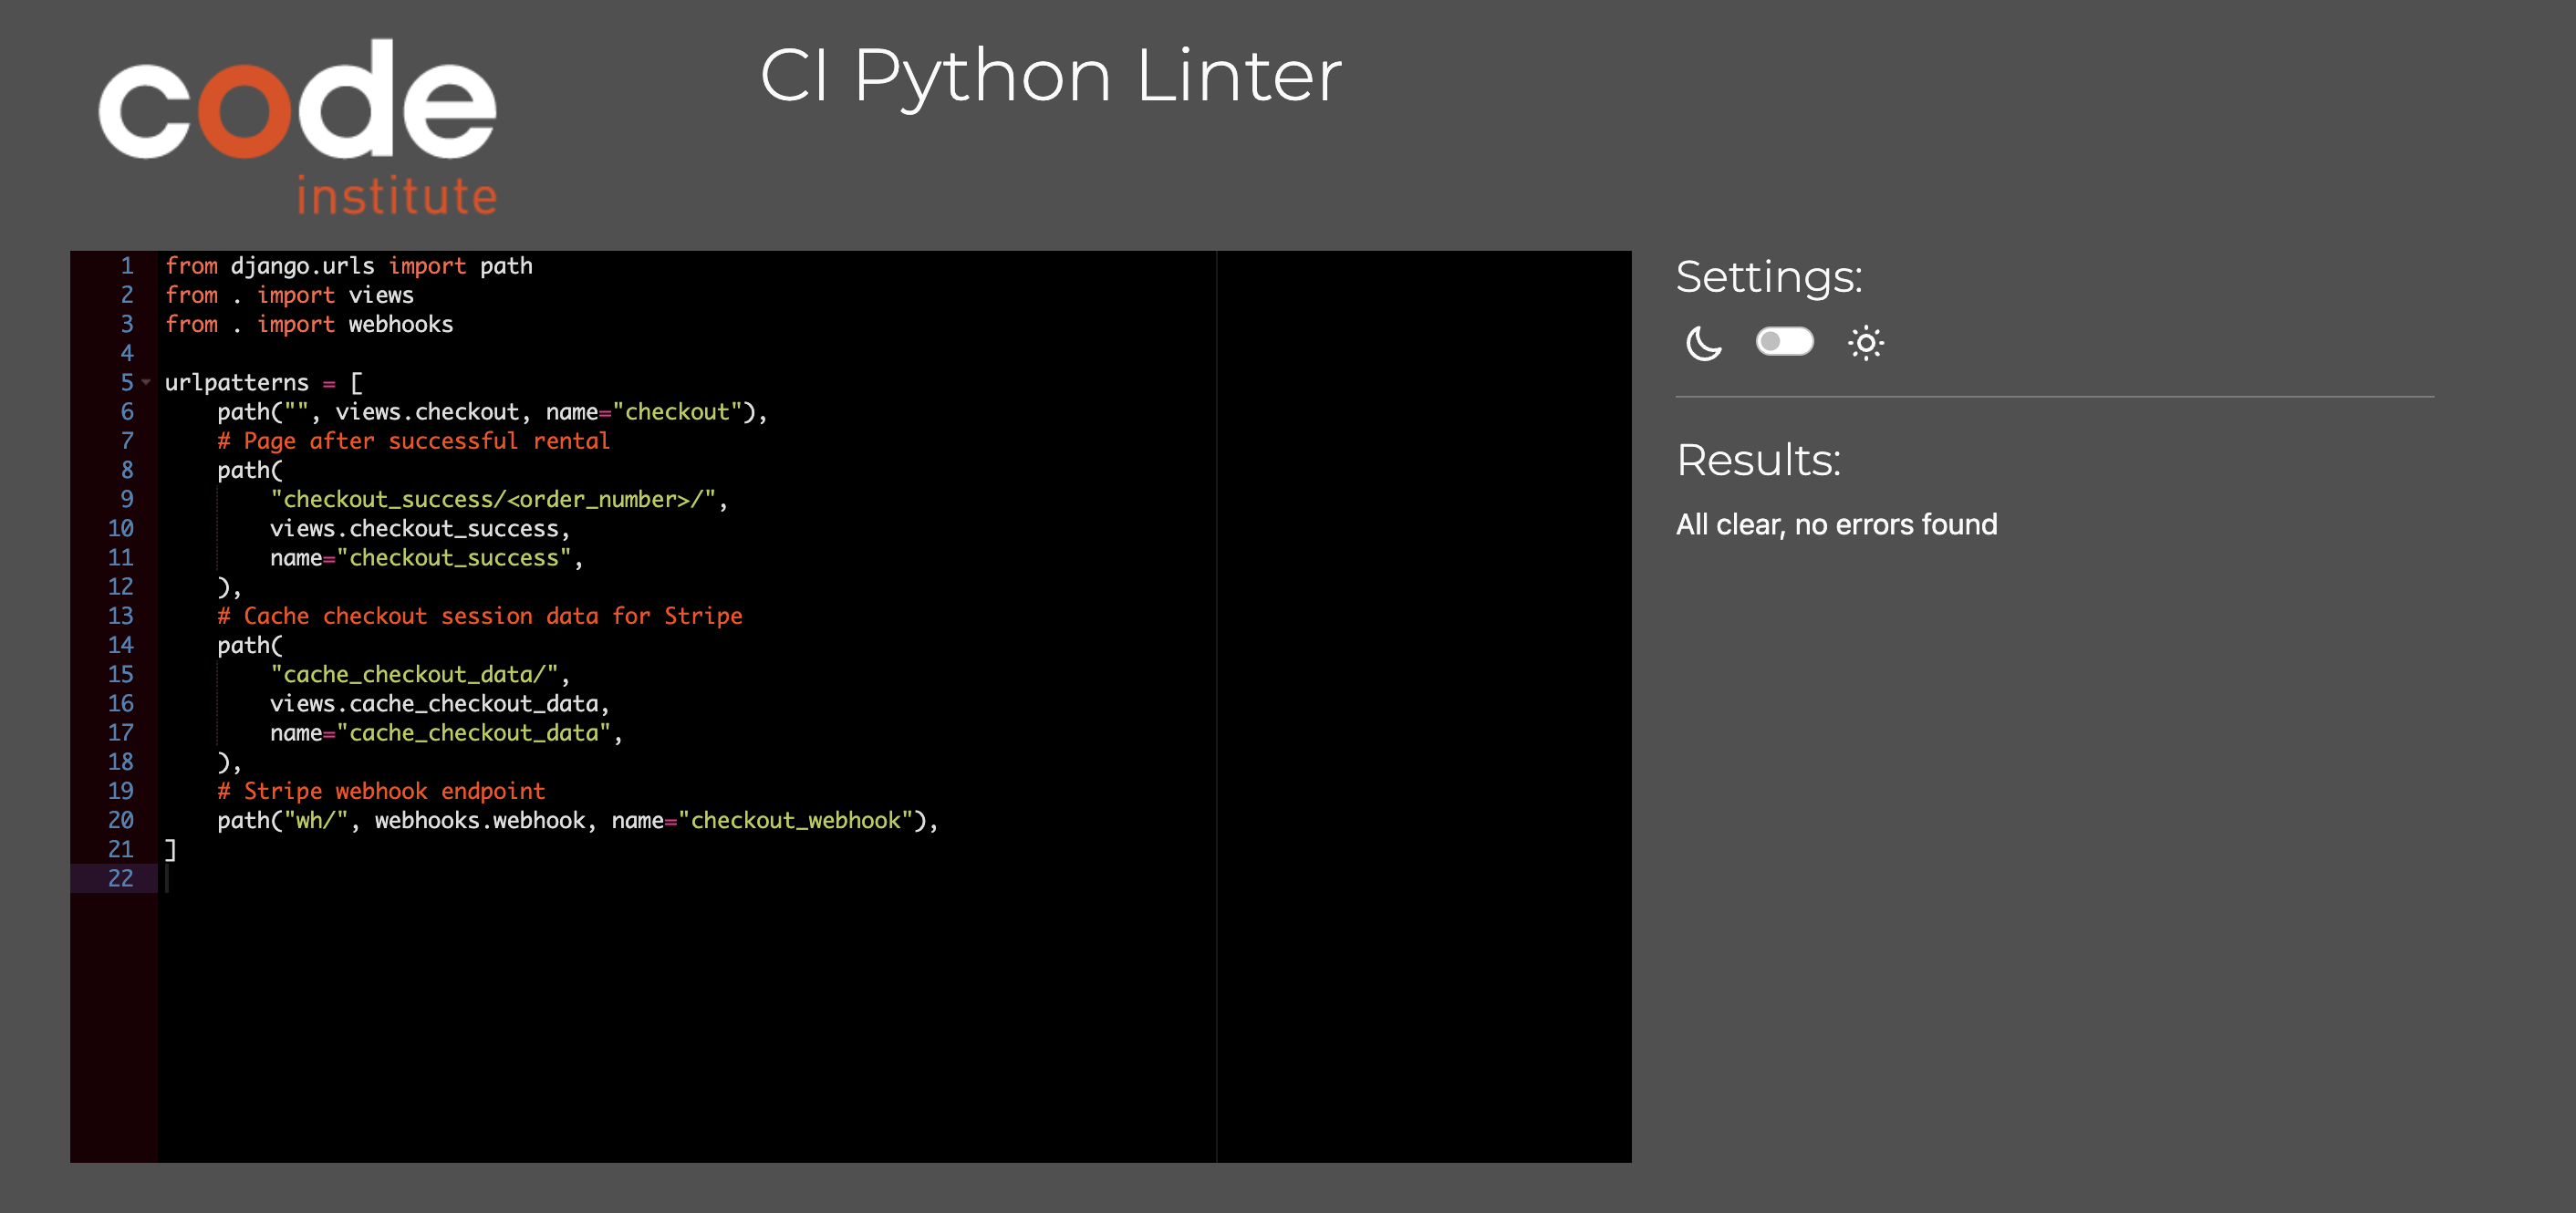 code
institute
CI Python Linter
1 from django.urls import path
2 from . import views
3 from . import webhooks
4
5 urlpatterns = [
6     path("", views.checkout, name="checkout"),
7     # Page after successful rental
8     path(
9         "checkout_success/<order_number>/",
10         views.checkout_success,
11         name="checkout_success",
12     ),
13     # Cache checkout session data for Stripe
14     path(
15         "cache_checkout_data/",
16         views.cache_checkout_data,
17         name="cache_checkout_data",
18     ),
19     # Stripe webhook endpoint
20     path("wh/", webhooks.webhook, name="checkout_webhook"),
21 ]
22
Settings:
Results:
All clear, no errors found